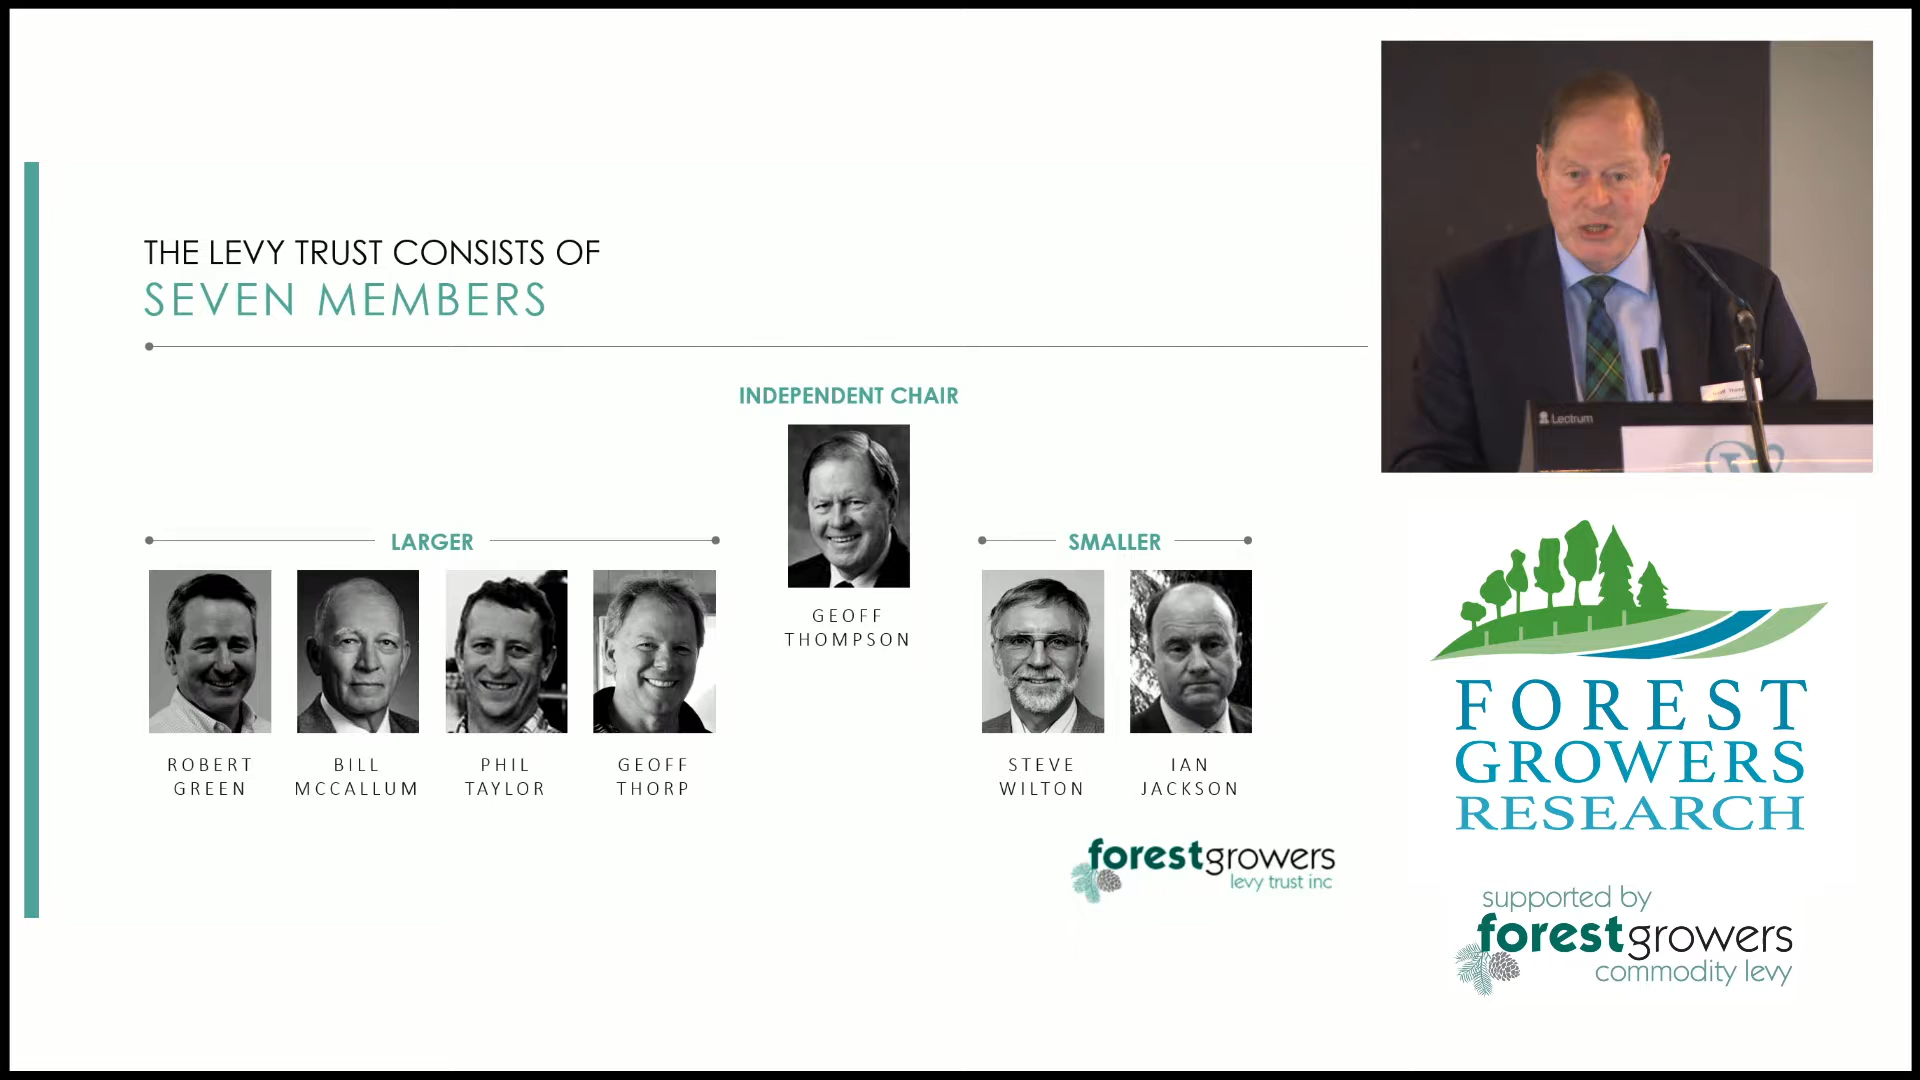 THE LEVY TRUST CONSISTS OF
SEVEN MEMBERS
INDEPENDENT CHAIR
GEOFF
THOMPSON
LARGER
ROBERT
GREEN
BILL
MCCALLUM
PHIL
TAYLOR
GEOFF
THORP
SMALLER
STEVE
WILTON
IAN
JACKSON
forestgrowers
levy trust inc
Lectrum
FOREST
GROWERS
RESEARCH
supported by
forestgrowers
commodity levy